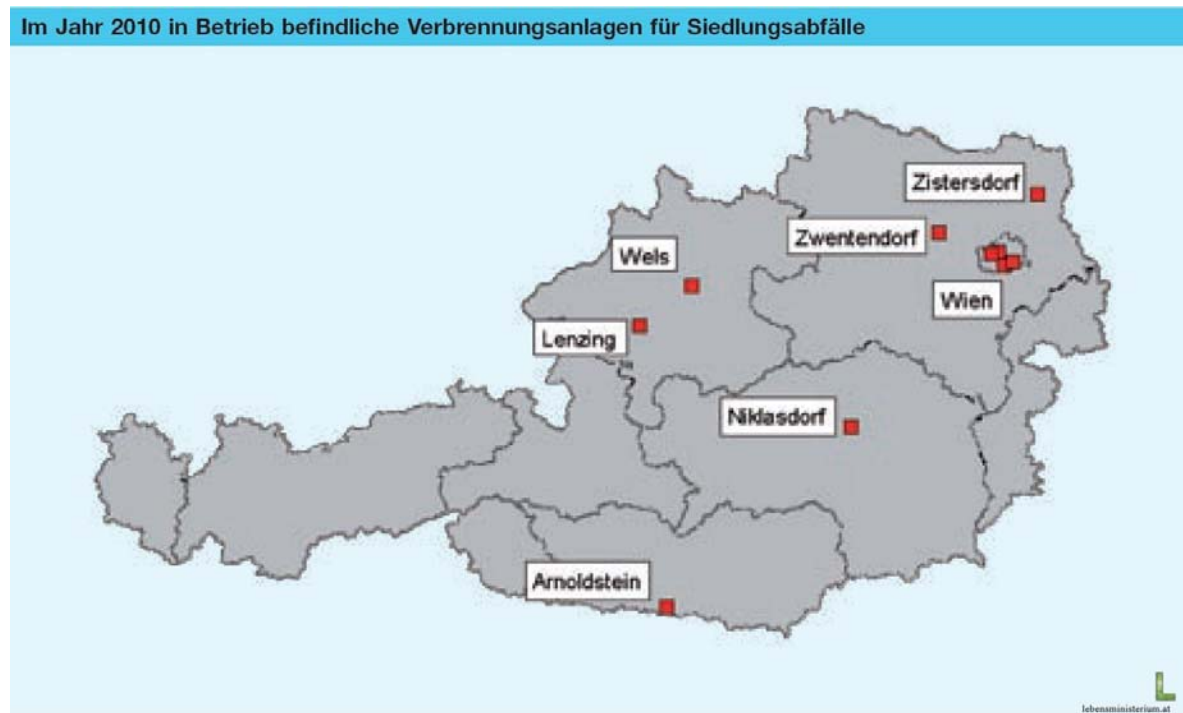 Im Jahr 2010 in Betrieb befindliche Verbrennungsanlagen für Siedlungsabfälle
Zistersdorf
Zwentendorf
Wels
Wien
Lenzing
Niklasdorf
Arnoldstein
L
lebensministerium.at